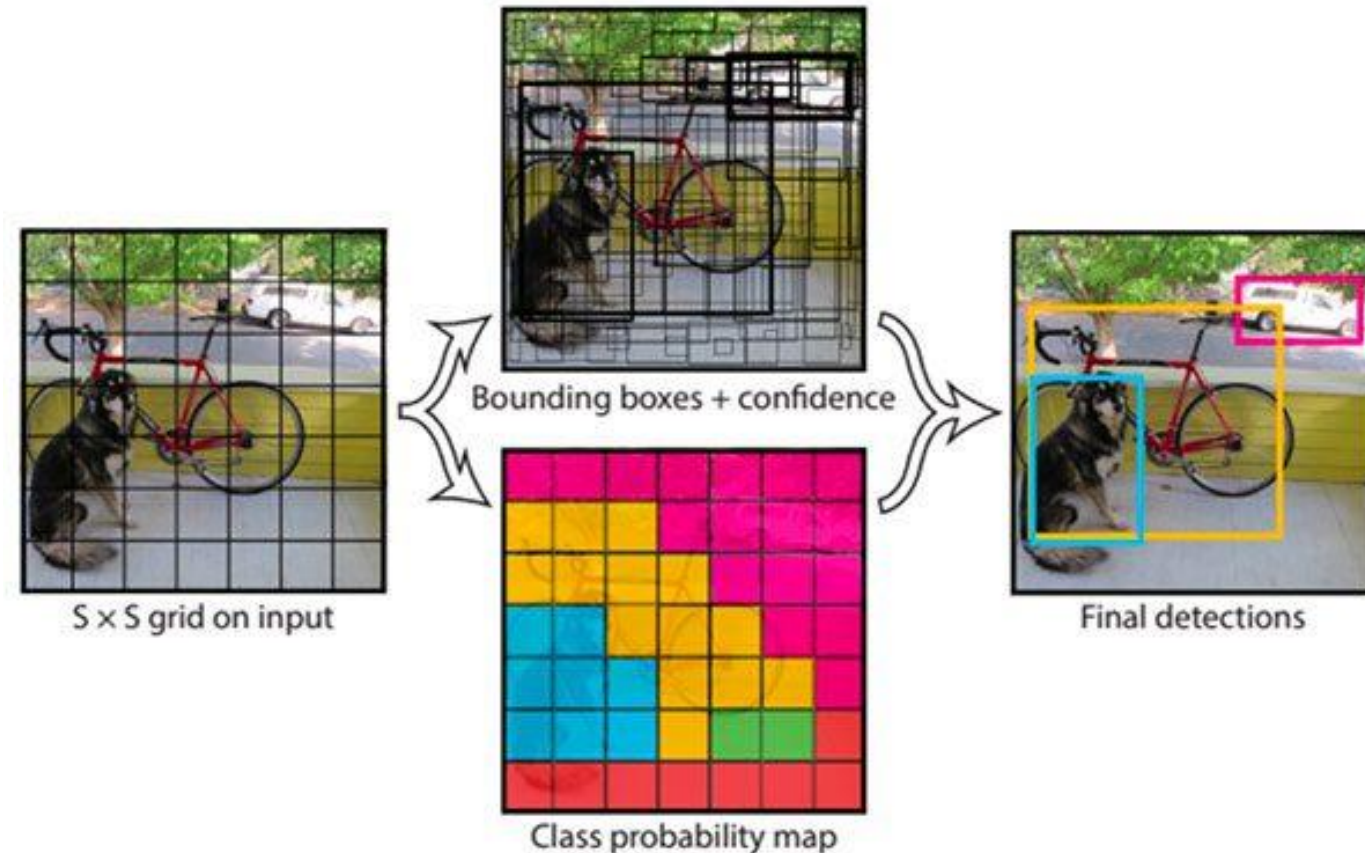 Bounding boxes + confidence
S × S grid on input
Final detections
Class probability map